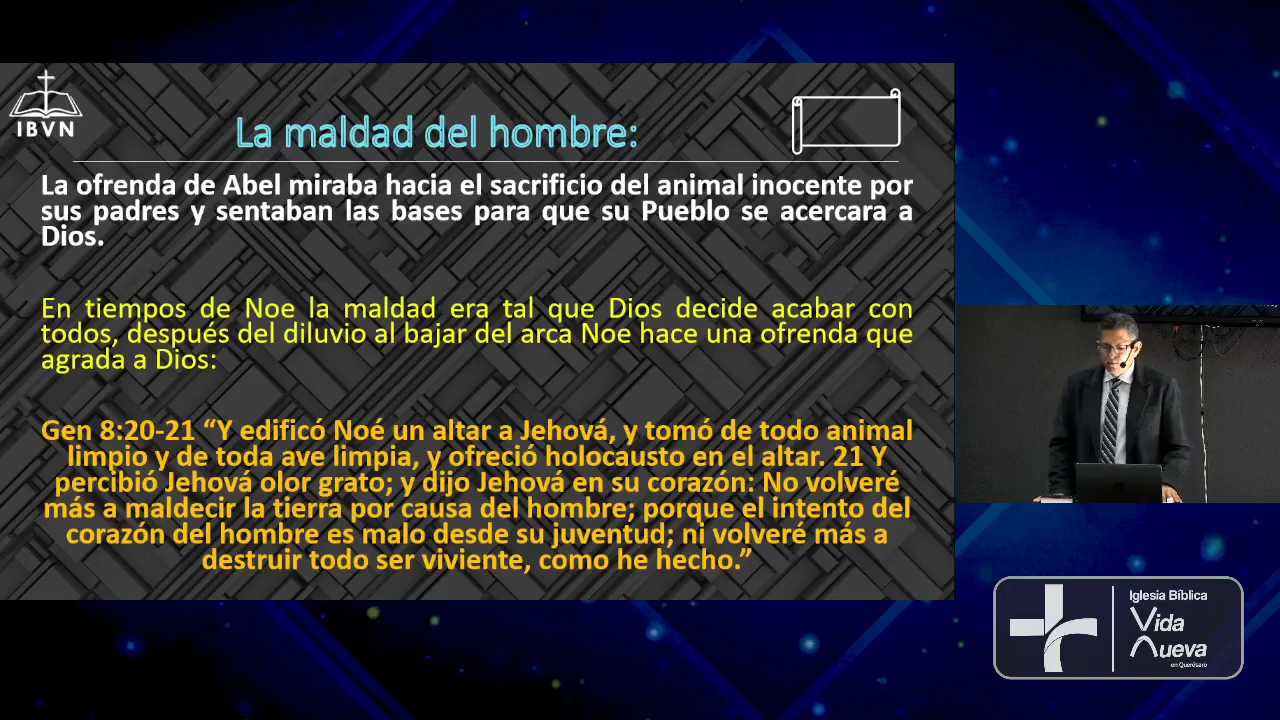 IBVN
La maldad del hombre:
La ofrenda de Abel miraba hacia el sacrificio del animal inocente por
sus padres y sentaban las bases para que su Pueblo se acercara a
Dios.
En tiempos de Noe la maldad era tal que Dios decide acabar con
todos, después del diluvio al bajar del arca Noe hace una ofrenda que
agrada a Dios:
Gen 8:20-21 “Y edificó Noé un altar a Jehová, y tomó de todo animal
limpio y de toda ave limpia, y ofreció holocausto en el altar. 21 Y
percibió Jehová olor grato; y dijo Jehová en su corazón: No volveré
más a maldecir la tierra por causa del hombre; porque el intento del
corazón del hombre es malo desde su juventud; ni volveré más a
destruir todo ser viviente, como he hecho.”
Iglesia Bíblica
Vida
Nueva
en Querétaro